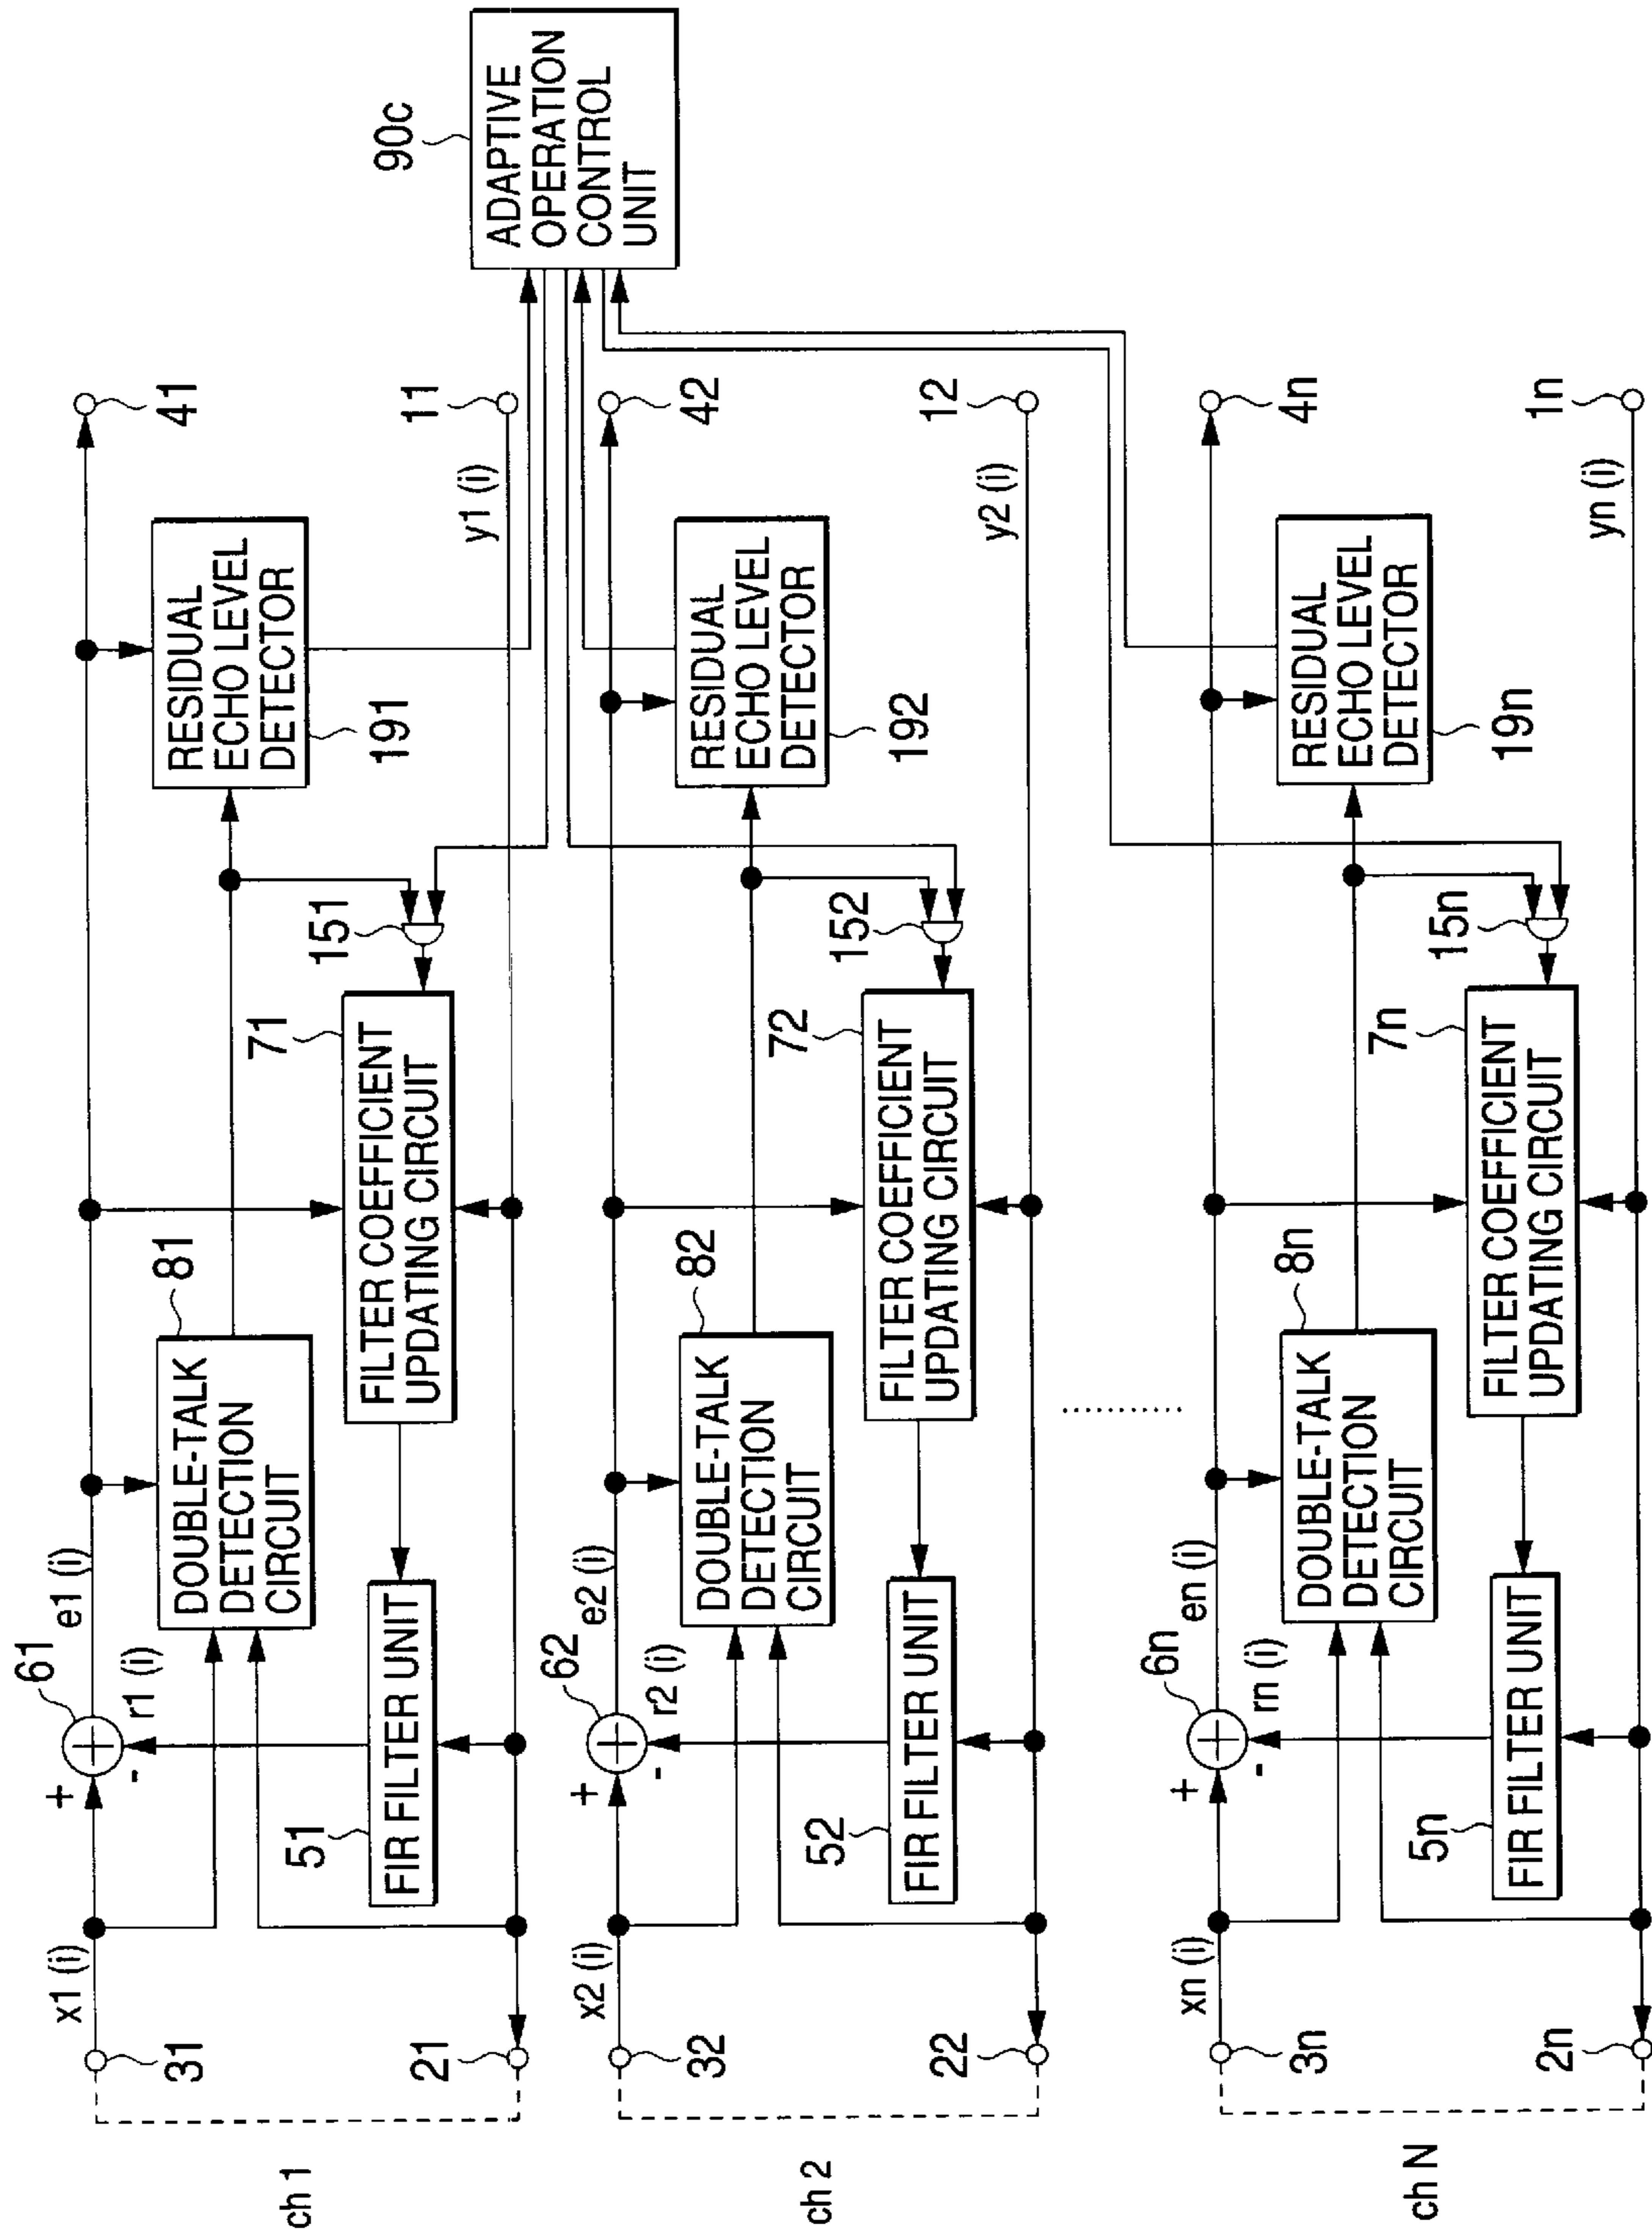 ch 1
31
x1 (i)
+
61
-
r1 (i)
e1 (i)
81
DOUBLE-TALK
DETECTION
CIRCUIT
51
FIR FILTER UNIT
21
71
FILTER COEFFICIENT
UPDATING CIRCUIT
151
RESIDUAL
ECHO LEVEL
DETECTOR
191
41
y1 (i)
11
90c
ADAPTIVE
OPERATION
CONTROL
UNIT
ch 2
32
x2 (i)
+
62
-
r2 (i)
e2 (i)
82
DOUBLE-TALK
DETECTION
CIRCUIT
52
FIR FILTER UNIT
22
72
FILTER COEFFICIENT
UPDATING CIRCUIT
152
RESIDUAL
ECHO LEVEL
DETECTOR
192
42
y2 (i)
12
ch N
3n
xn (i)
+
6n
-
rn (i)
en (i)
8n
DOUBLE-TALK
DETECTION
CIRCUIT
5n
FIR FILTER UNIT
2n
7n
FILTER COEFFICIENT
UPDATING CIRCUIT
15n
RESIDUAL
ECHO LEVEL
DETECTOR
19n
4n
yn (i)
1n